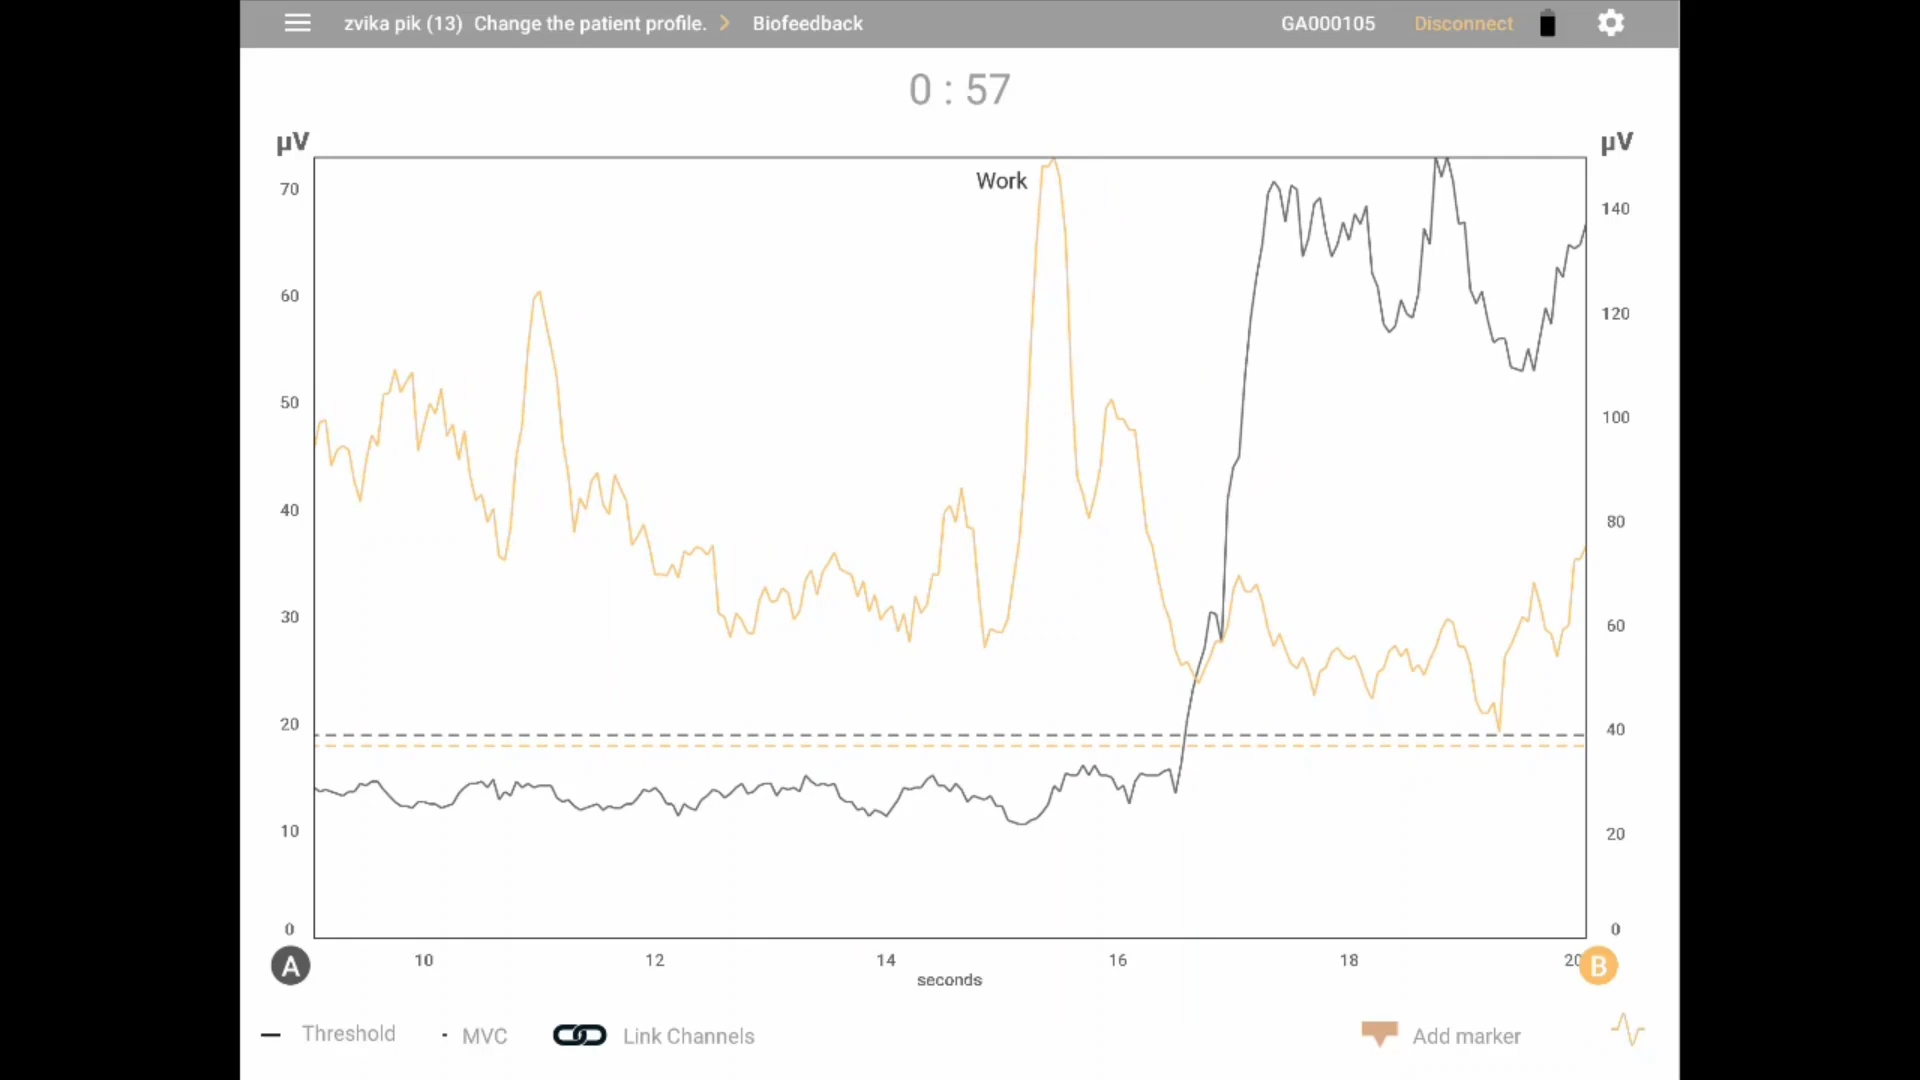 zvika pik (13) Change the patient profile. > Biofeedback GA000105 Disconnect
0 : 57
µV µV
Work
70
60
50
40
30
20
10
0
140
120
100
80
60
40
20
0
A 10 12 14 16 18 20 B
seconds
Threshold MVC Link Channels Add marker